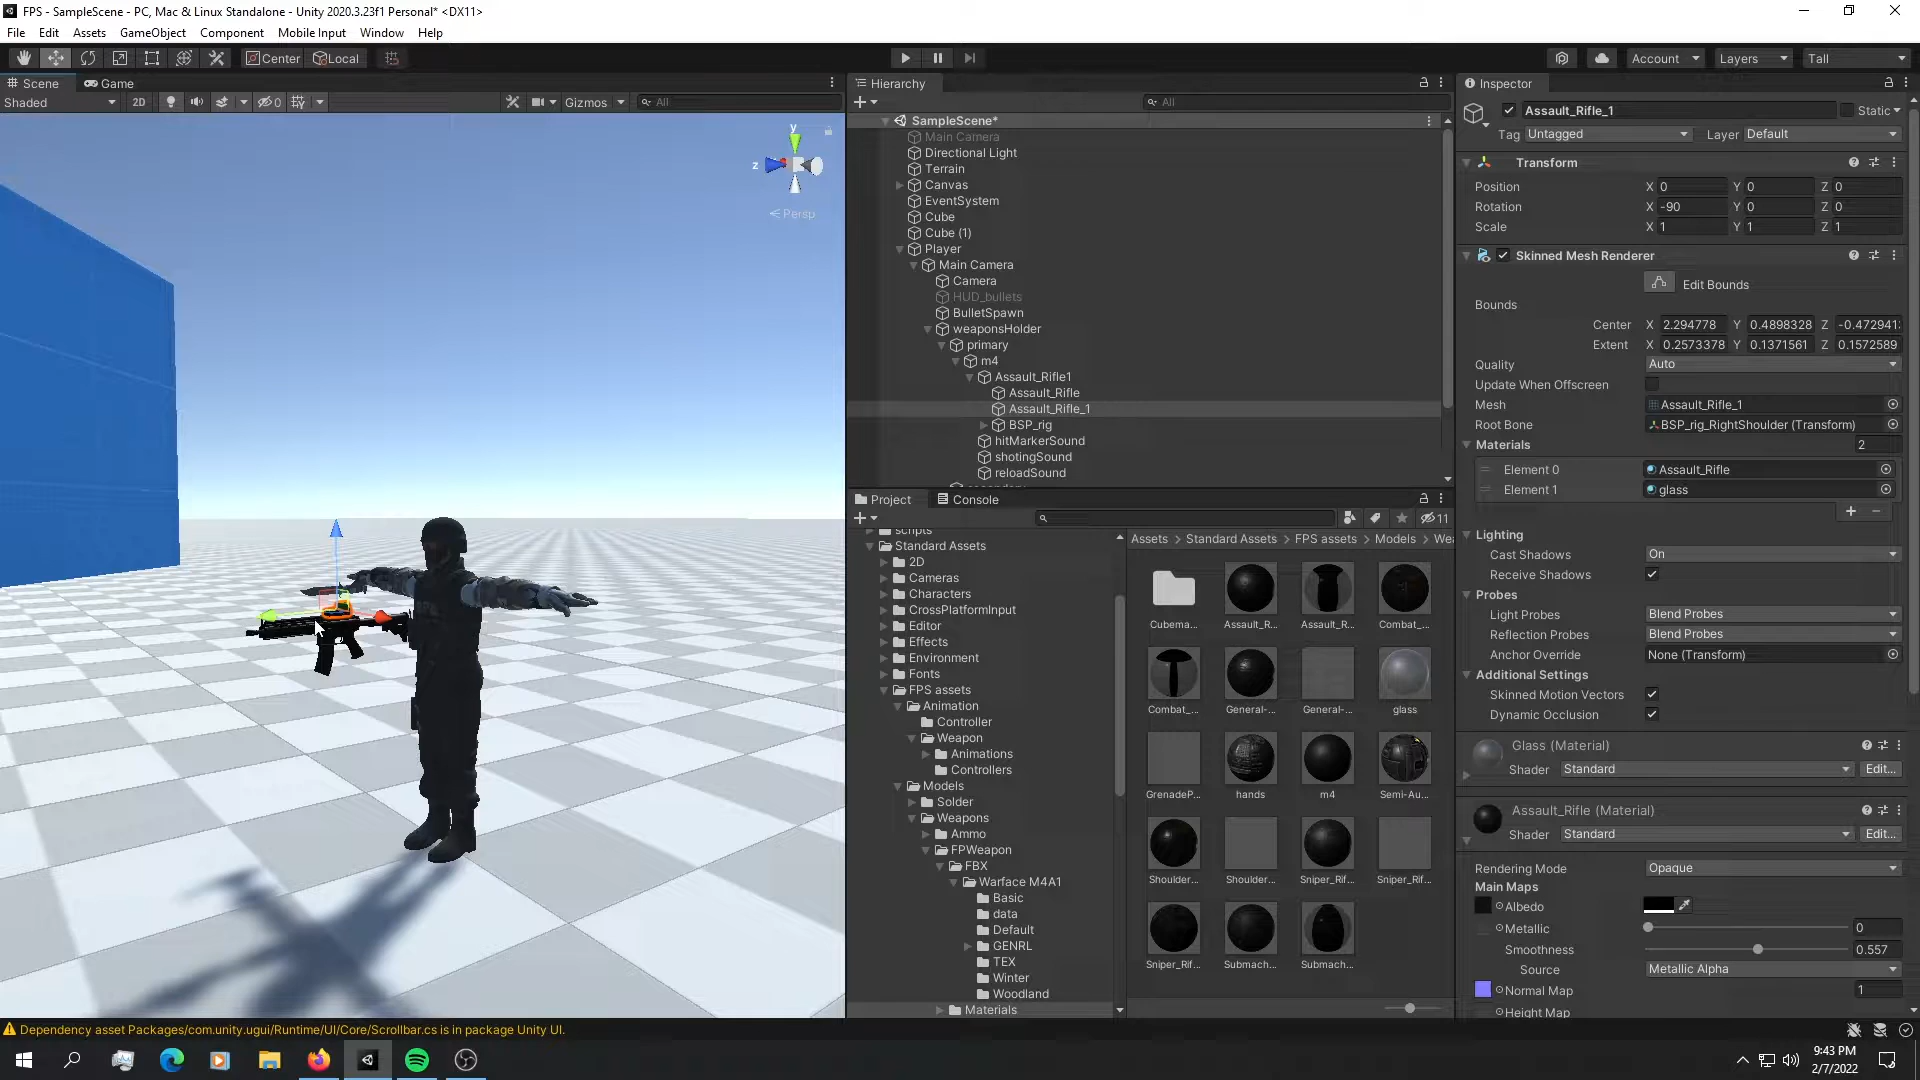 FPS - SampleScene - PC, Mac & Linux Standalone - Unity 2020.3.23f1 Personal* <DX11>
File Edit Assets GameObject Component Mobile Input Window Help
Center Local
Account Layers Tall
Scene Game
Shaded 2D 0 Gizmos All
y
z
Persp
Hierarchy
All
SampleScene*
Main Camera
Directional Light
Terrain
Canvas
EventSystem
Cube
Cube (1)
Player
Main Camera
Camera
HUD_bullets
BulletSpawn
weaponsHolder
primary
m4
Assault_Rifle1
Assault_Rifle
Assault_Rifle_1
BSP_rig
hitMarkerSound
shotingSound
reloadSound
Project Console
11
scripts
Standard Assets
2D
Cameras
Characters
CrossPlatformInput
Editor
Effects
Environment
Fonts
FPS assets
Animation
Controller
Weapon
Animations
Controllers
Models
Solder
Weapons
Ammo
FPWeapon
FBX
Warface M4A1
Basic
data
Default
GENRL
TEX
Winter
Woodland
Materials
Assets > Standard Assets > FPS assets > Models > Wea
Cubema... Assault_R... Assault_R... Combat_...
Combat_... General-... General-... glass
GrenadeP... hands m4 Semi-Au...
Shoulder... Shoulder... Sniper_Rif... Sniper_Rif...
Sniper_Rif... Submach... Submach...
Inspector
Assault_Rifle_1 Static
Tag Untagged Layer Default
Transform
Position X 0 Y 0 Z 0
Rotation X -90 Y 0 Z 0
Scale X 1 Y 1 Z 1
Skinned Mesh Renderer
Edit Bounds
Bounds
Center X 2.294778 Y 0.4898328 Z -0.472941
Extent X 0.2573378 Y 0.1371561 Z 0.1572589
Quality Auto
Update When Offscreen
Mesh Assault_Rifle_1
Root Bone BSP_rig_RightShoulder (Transform)
Materials 2
Element 0 Assault_Rifle
Element 1 glass
Lighting
Cast Shadows On
Receive Shadows
Probes
Light Probes Blend Probes
Reflection Probes Blend Probes
Anchor Override None (Transform)
Additional Settings
Skinned Motion Vectors
Dynamic Occlusion
Glass (Material)
Shader Standard Edit...
Assault_Rifle (Material)
Shader Standard Edit...
Rendering Mode Opaque
Main Maps
Albedo
Metallic 0
Smoothness 0.557
Source Metallic Alpha
Normal Map 1
Height Map
Dependency asset Packages/com.unity.ugui/Runtime/UI/Core/Scrollbar.cs is in package Unity UI.
9:43 PM
2/7/2022